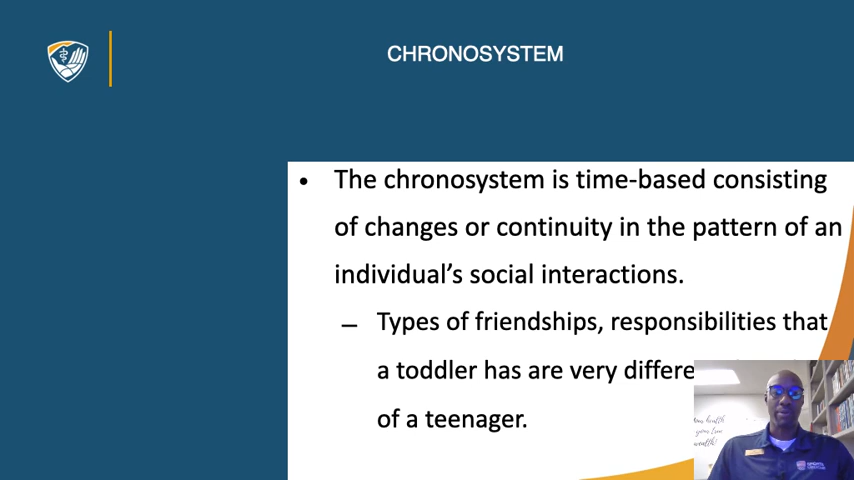 CHRONOSYSTEM
• The chronosystem is time-based consisting
of changes or continuity in the pattern of an
individual's social interactions.
– Types of friendships, responsibilities that
a toddler has are very differe
of a teenager.
health